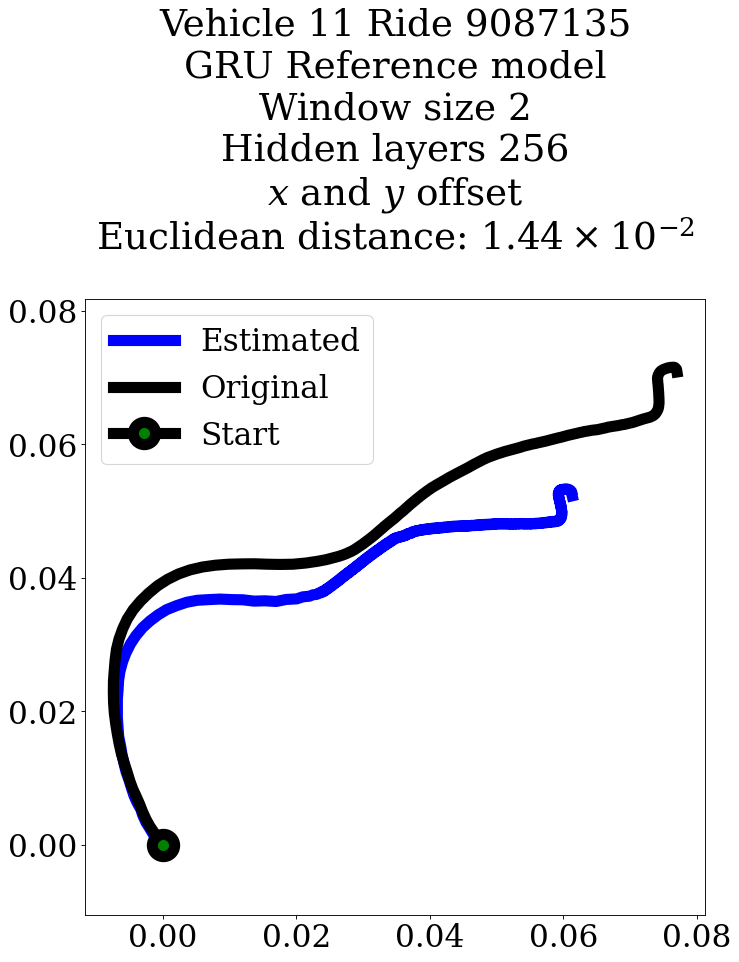 Vehicle 11 Ride 9087135
GRU Reference model
Window size 2
Hidden layers 256
x and y offset
Euclidean distance: 1.44 × 10⁻²
0.08
0.06
0.04
0.02
0.00
Estimated
Original
Start
0.00 0.02 0.04 0.06 0.08